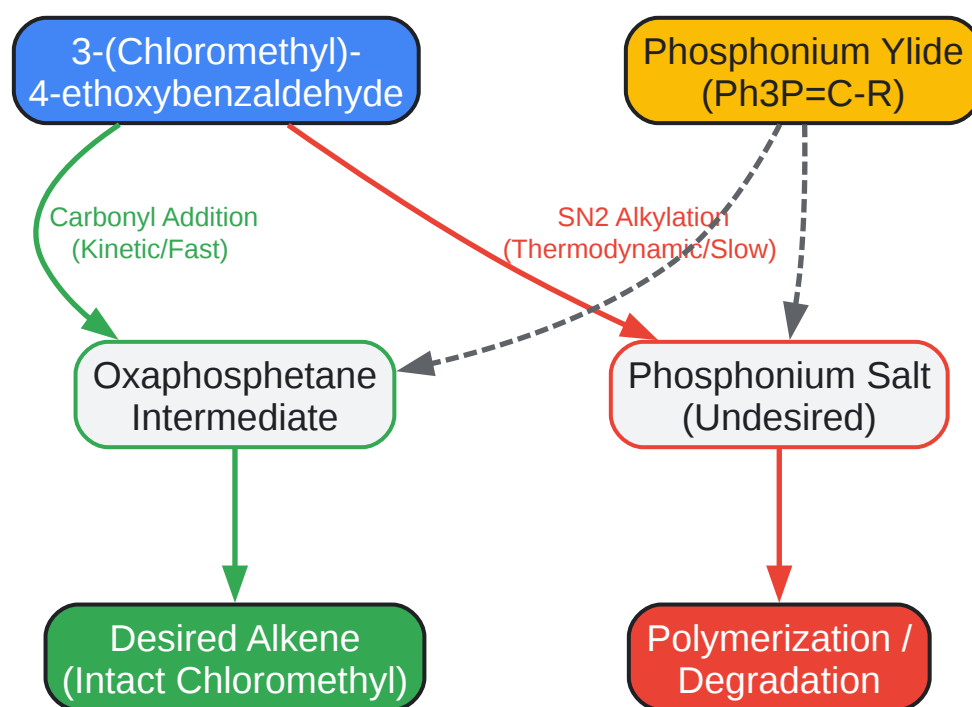 3-(Chloromethyl)-
4-ethoxybenzaldehyde
Phosphonium Ylide
(Ph3P=C-R)
Carbonyl Addition
(Kinetic/Fast)
SN2 Alkylation
(Thermodynamic/Slow)
Oxaphosphetane
Intermediate
Phosphonium Salt
(Undesired)
Desired Alkene
(Intact Chloromethyl)
Polymerization /
Degradation